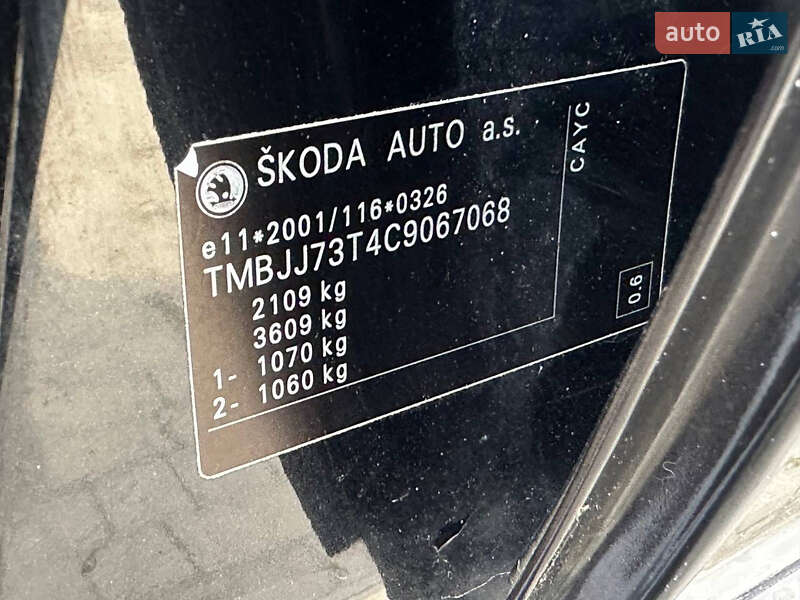 auto RIA .com
ŠKODA AUTO a.s.
CAYC
e11*2001/116*0326
TMBJJ73T4C9067068
2109 kg
3609 kg
1- 1070 kg
2- 1060 kg
0.6